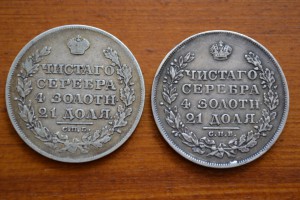 ЧИСТАГО
СЕРЕБРА
4 ЗОЛОТН
21 ДОЛЯ.
С.П.Б.
ЧИСТАГО
СЕРЕБРА
4 ЗОЛОТН
21 ДОЛЯ
С.П.Б.